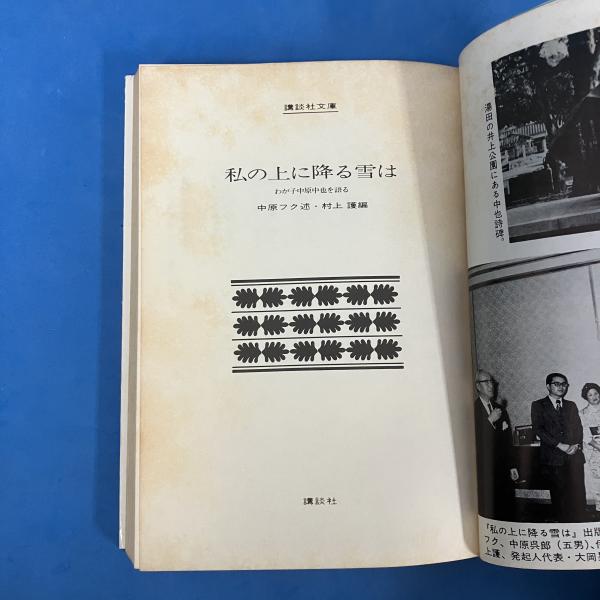 講談社文庫
私の上に降る雪は
わが子中原中也を語る
中原フク述・村上護編
講談社
湯田の井上公園にある中也詩碑。
『私の上に降る雪は』出版
フク、中原呉郎（五男）、
上護、発起人代表・大岡